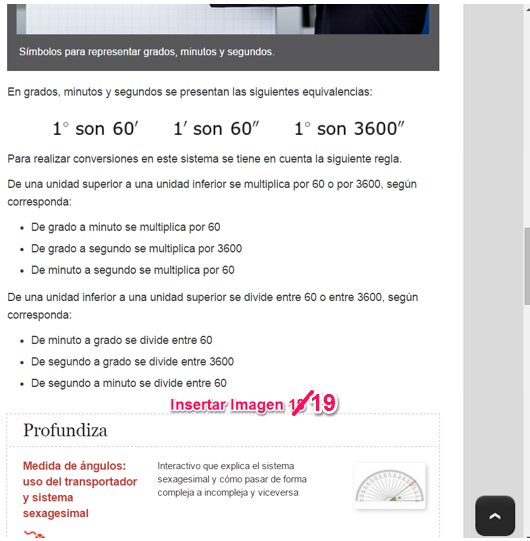 Símbolos para representar grados, minutos y segundos.
En grados, minutos y segundos se presentan las siguientes equivalencias:
1° son 60′ 1′ son 60″ 1° son 3600″
Para realizar conversiones en este sistema se tiene en cuenta la siguiente regla.
De una unidad superior a una unidad inferior se multiplica por 60 o por 3600, según
corresponda:
• De grado a minuto se multiplica por 60
• De grado a segundo se multiplica por 3600
• De minuto a segundo se multiplica por 60
De una unidad inferior a una unidad superior se divide entre 60 o entre 3600, según
corresponda:
• De minuto a grado se divide entre 60
• De segundo a grado se divide entre 3600
• De segundo a minuto se divide entre 60
Insertar Imagen 18 19
Profundiza
Medida de ángulos:
uso del transportador
y sistema
sexagesimal
Interactivo que explica el sistema
sexagesimal y cómo pasar de forma
compleja a incompleja y viceversa